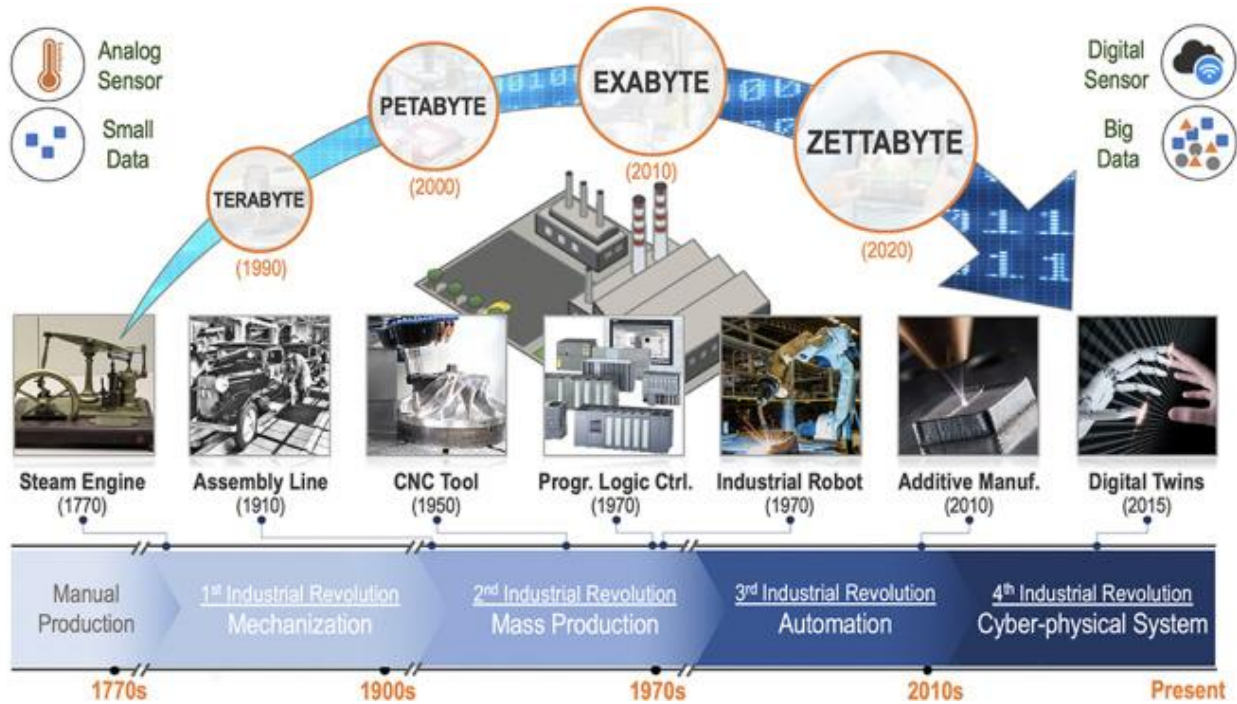 Analog
Sensor
Small
Data
TERABYTE
(1990)
PETABYTE
(2000)
EXABYTE
(2010)
ZETTABYTE
(2020)
Digital
Sensor
Big
Data
Steam Engine
(1770)
Assembly Line
(1910)
CNC Tool
(1950)
Progr. Logic Ctrl.
(1970)
Industrial Robot
(1970)
Additive Manuf.
(2010)
Digital Twins
(2015)
Manual
Production
1st Industrial Revolution
Mechanization
2nd Industrial Revolution
Mass Production
3rd Industrial Revolution
Automation
4th Industrial Revolution
Cyber-physical System
1770s
1900s
1970s
2010s
Present